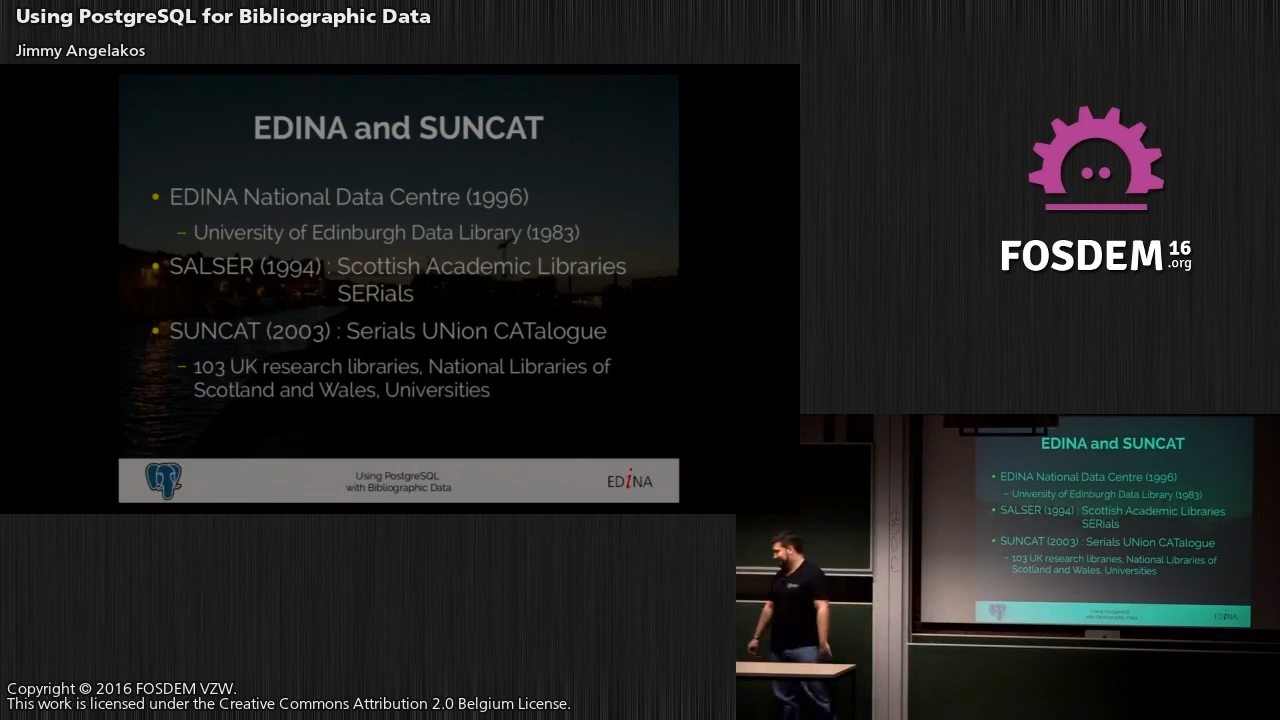 Using PostgreSQL for Bibliographic Data
Jimmy Angelakos
EDINA and SUNCAT
• EDINA National Data Centre (1996)
– University of Edinburgh Data Library (1983)
• SALSER (1994) : Scottish Academic Libraries
SERials
• SUNCAT (2003) : Serials UNion CATalogue
– 103 UK research libraries, National Libraries of
Scotland and Wales, Universities
Using PostgreSQL
with Bibliographic Data
EDINA
FOSDEM 16
.org
EDINA and SUNCAT
• EDINA National Data Centre (1996)
– University of Edinburgh Data Library (1983)
• SALSER (1994) : Scottish Academic Libraries
SERials
• SUNCAT (2003) : Serials UNion CATalogue
– 103 UK research libraries, National Libraries of
Scotland and Wales, Universities
Using PostgreSQL
with Bibliographic Data
EDINA
Copyright © 2016 FOSDEM VZW.
This work is licensed under the Creative Commons Attribution 2.0 Belgium License.